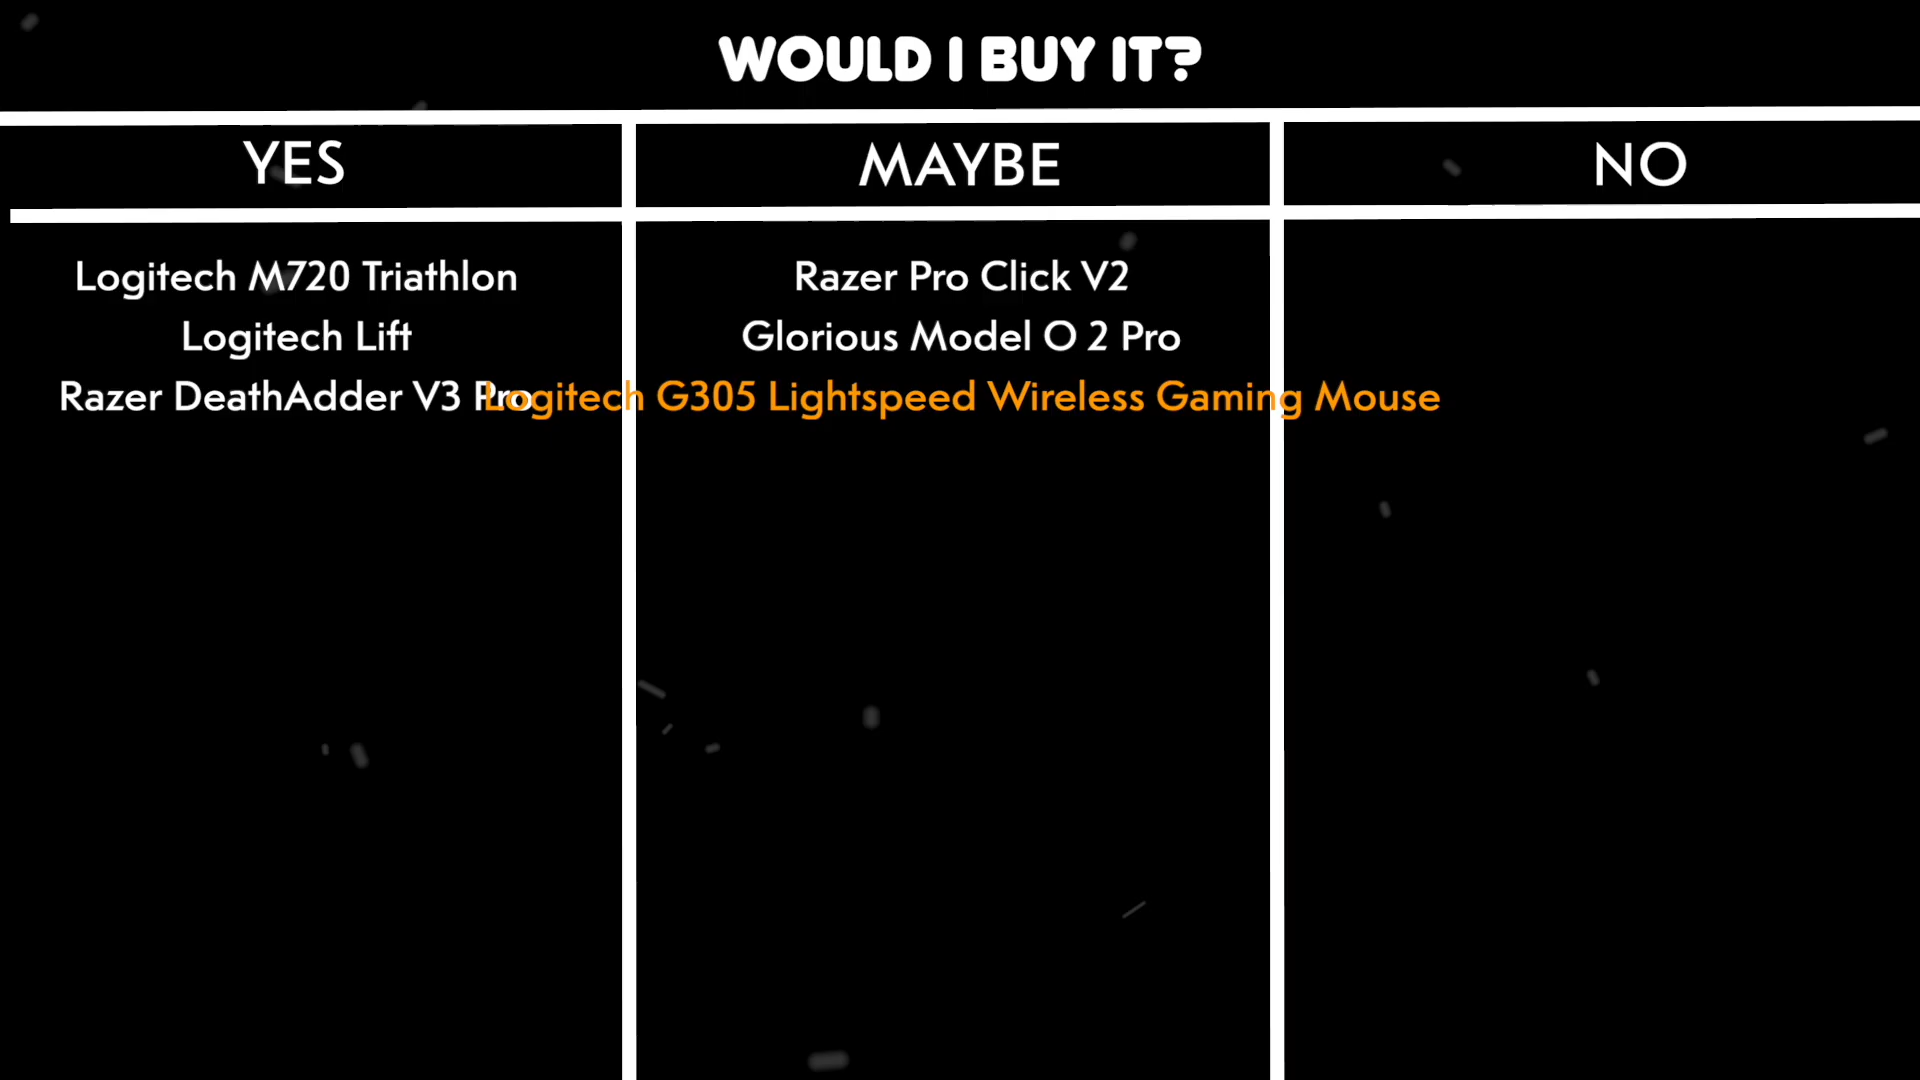 WOULD I BUY IT?
YES
MAYBE
NO
Logitech M720 Triathlon
Razer Pro Click V2
Logitech Lift
Glorious Model O 2 Pro
Razer DeathAdder V3 Pro
Logitech G305 Lightspeed Wireless Gaming Mouse